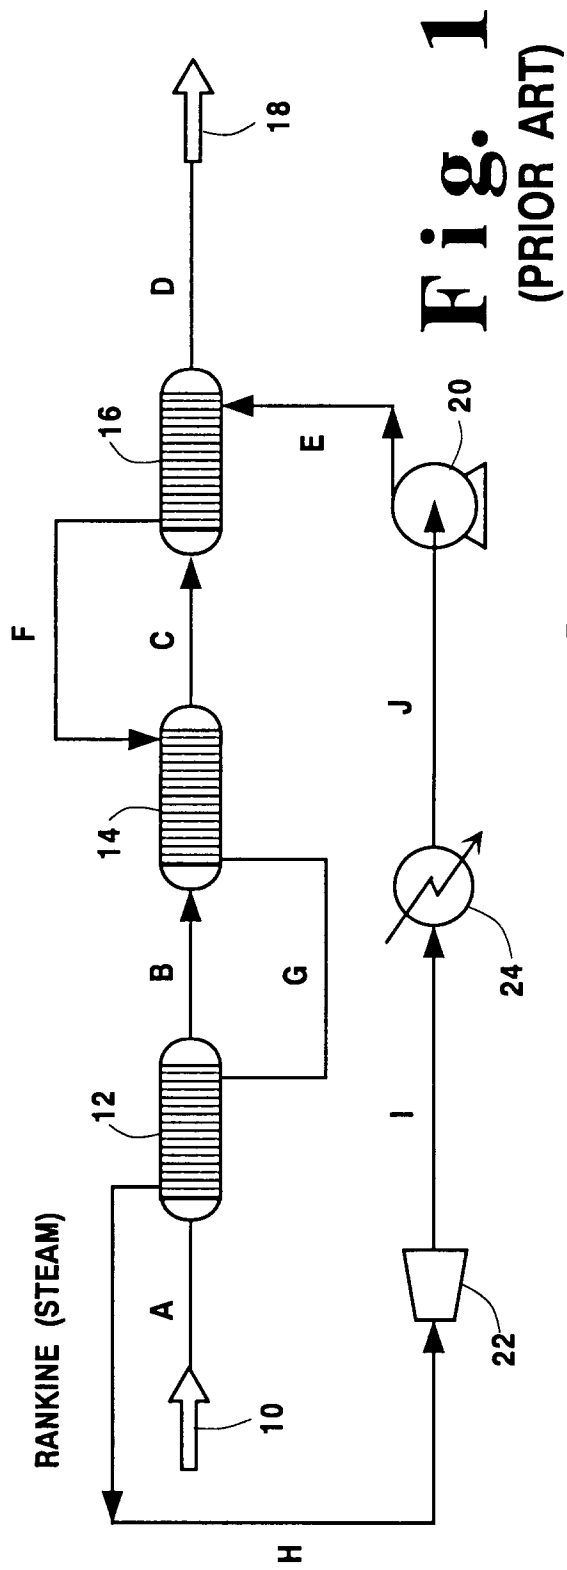 RANKINE (STEAM)
F
12
14
16
A
B
C
D
10
18
G
E
H
I
J
22
24
20
Fig. 1
(PRIOR ART)